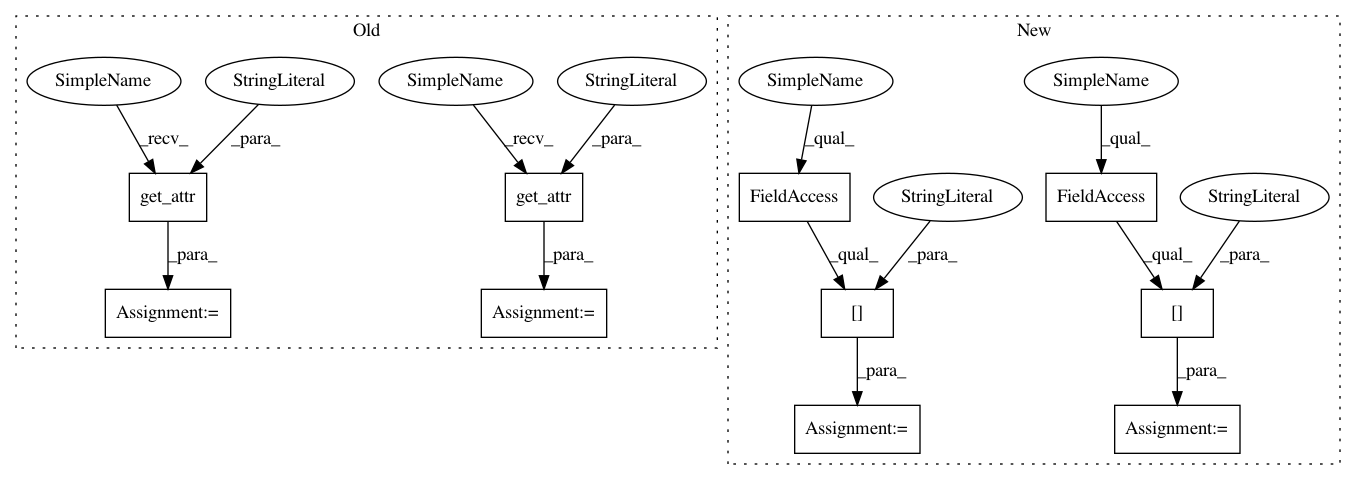 Old
New
SimpleName
StringLiteral
SimpleName
StringLiteral
SimpleName
SimpleName
_recv_
_para_
_recv_
_para_
_qual_
_qual_
get_attr
get_attr
FieldAccess
StringLiteral
FieldAccess
StringLiteral
_para_
_para_
_qual_
_para_
_qual_
_para_
Assignment:=
Assignment:=
[]
[]
_para_
_para_
Assignment:=
Assignment:=